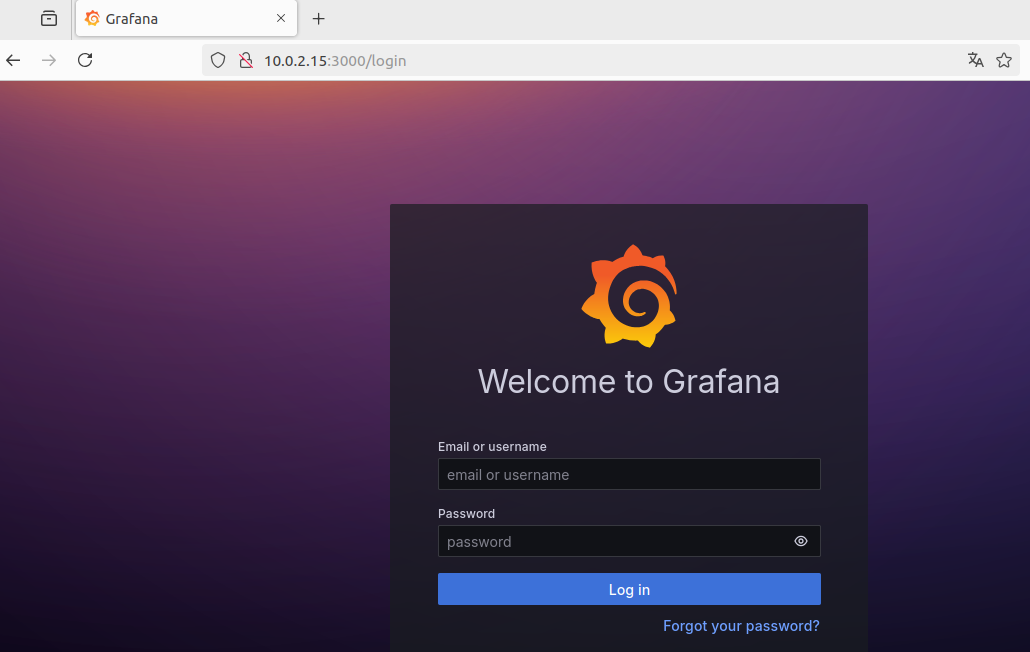 Grafana
10.0.2.15:3000/login
Welcome to Grafana
Email or username
email or username
Password
password
Log in
Forgot your password?